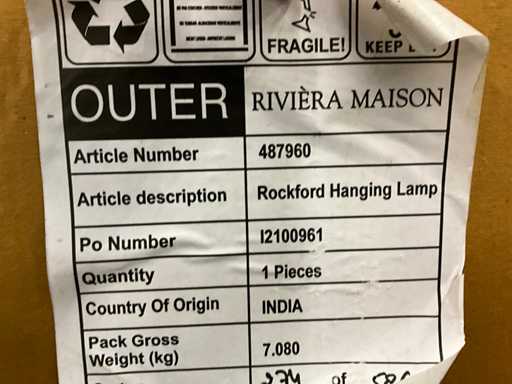 FRAGILE!
KEEP
OUTER RIVIÈRA MAISON
Article Number 487960
Article description Rockford Hanging Lamp
Po Number I2100961
Quantity 1 Pieces
Country Of Origin INDIA
Pack Gross
Weight (kg) 7.080
of